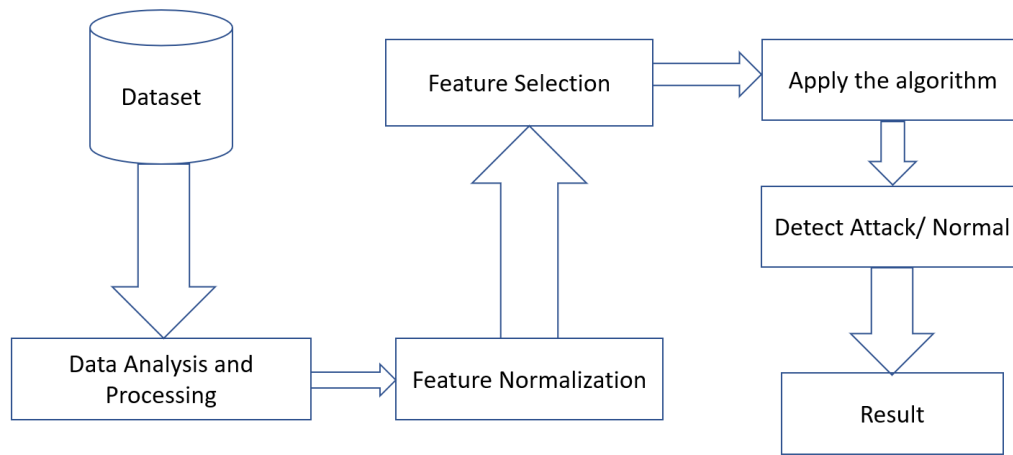 Dataset
Data Analysis and
Processing
Feature Normalization
Feature Selection
Apply the algorithm
Detect Attack/ Normal
Result